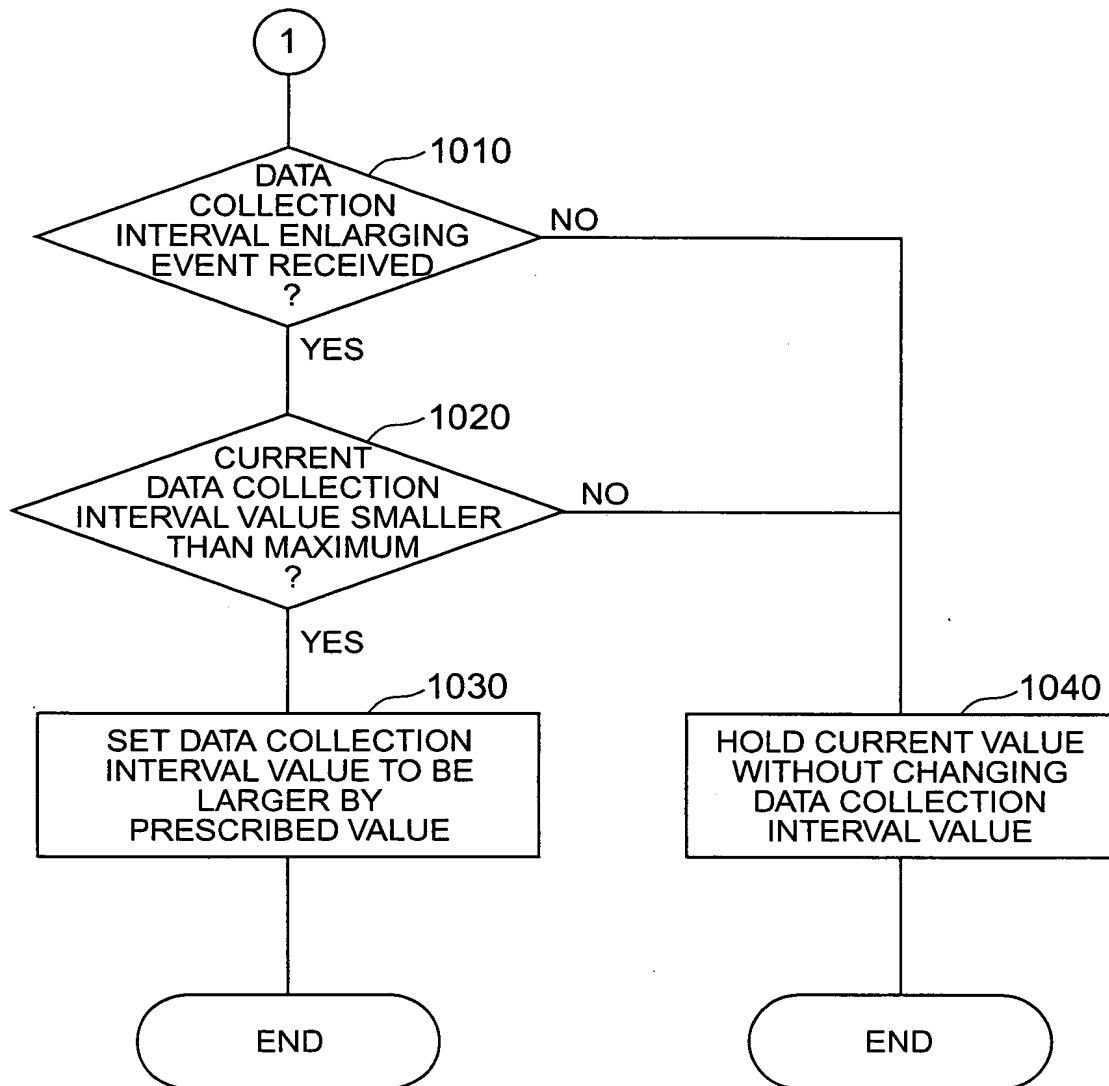 1
1010
DATA
COLLECTION
INTERVAL ENLARGING
EVENT RECEIVED
?
NO
YES
1020
CURRENT
DATA COLLECTION
INTERVAL VALUE SMALLER
THAN MAXIMUM
?
NO
YES
1030
SET DATA COLLECTION
INTERVAL VALUE TO BE
LARGER BY
PRESCRIBED VALUE
1040
HOLD CURRENT VALUE
WITHOUT CHANGING
DATA COLLECTION
INTERVAL VALUE
END
END